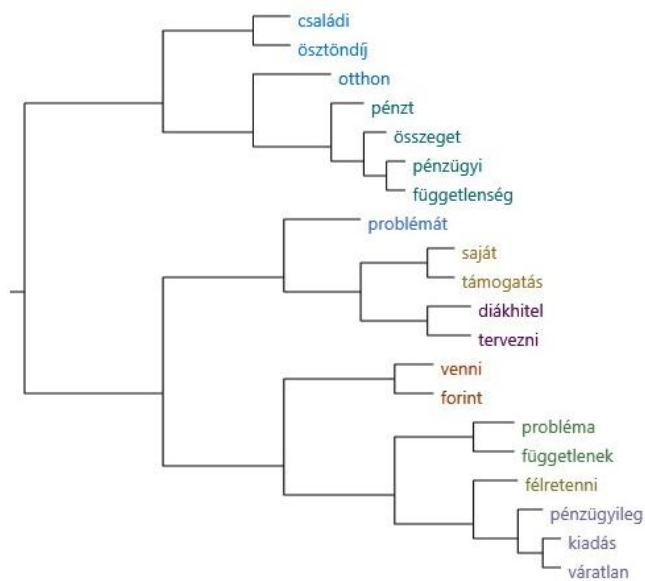 családi
ösztöndíj
otthon
pénzt
összeget
pénzügyi
függetlenség
problémát
saját
támogatás
diákhitel
tervezni
venni
forint
probléma
függetlenek
félretenni
pénzügyileg
kiadás
váratlan